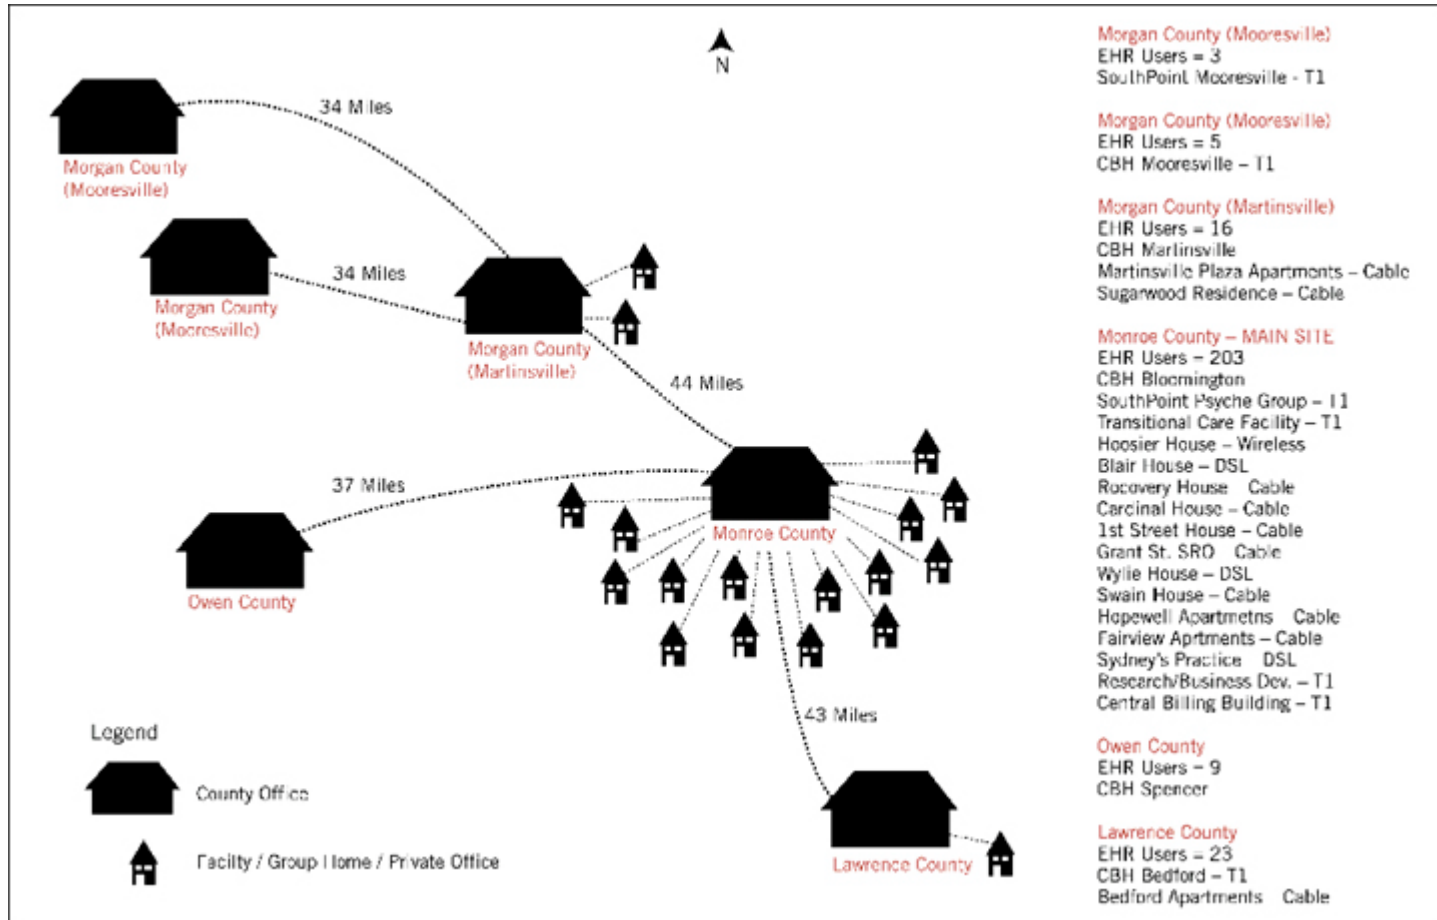 N
34 Miles
Morgan County
(Mooresville)
34 Miles
Morgan County
(Mooresville)
Morgan County
(Martinsville)
44 Miles
37 Miles
Monroe County
Owen County
43 Miles
Lawrence County
Legend
County Office
Facilty / Group Home / Private Office
Morgan County (Mooresville)
EHR Users = 3
SouthPoint Mooresville - T1
Morgan County (Mooresville)
EHR Users = 5
CBH Mooresville – T1
Morgan County (Martinsville)
EHR Users = 16
CBH Martinsville
Martinsville Plaza Apartments – Cable
Sugarwood Residence – Cable
Monroe County – MAIN SITE
EHR Users = 203
CBH Bloomington
SouthPoint Psyche Group – T1
Transitional Care Facility – T1
Hoosier House – Wireless
Blair House – DSL
Recovery House – Cable
Cardinal House – Cable
1st Street House – Cable
Grant St. SRO – Cable
Wylie House – DSL
Swain House – Cable
Hopewell Apartmetns – Cable
Fairview Aprtments – Cable
Sydney's Practice – DSL
Research/Business Dev. – T1
Central Billing Building – T1
Owen County
EHR Users = 9
CBH Spencer
Lawrence County
EHR Users = 23
CBH Bedford – T1
Bedford Apartments – Cable